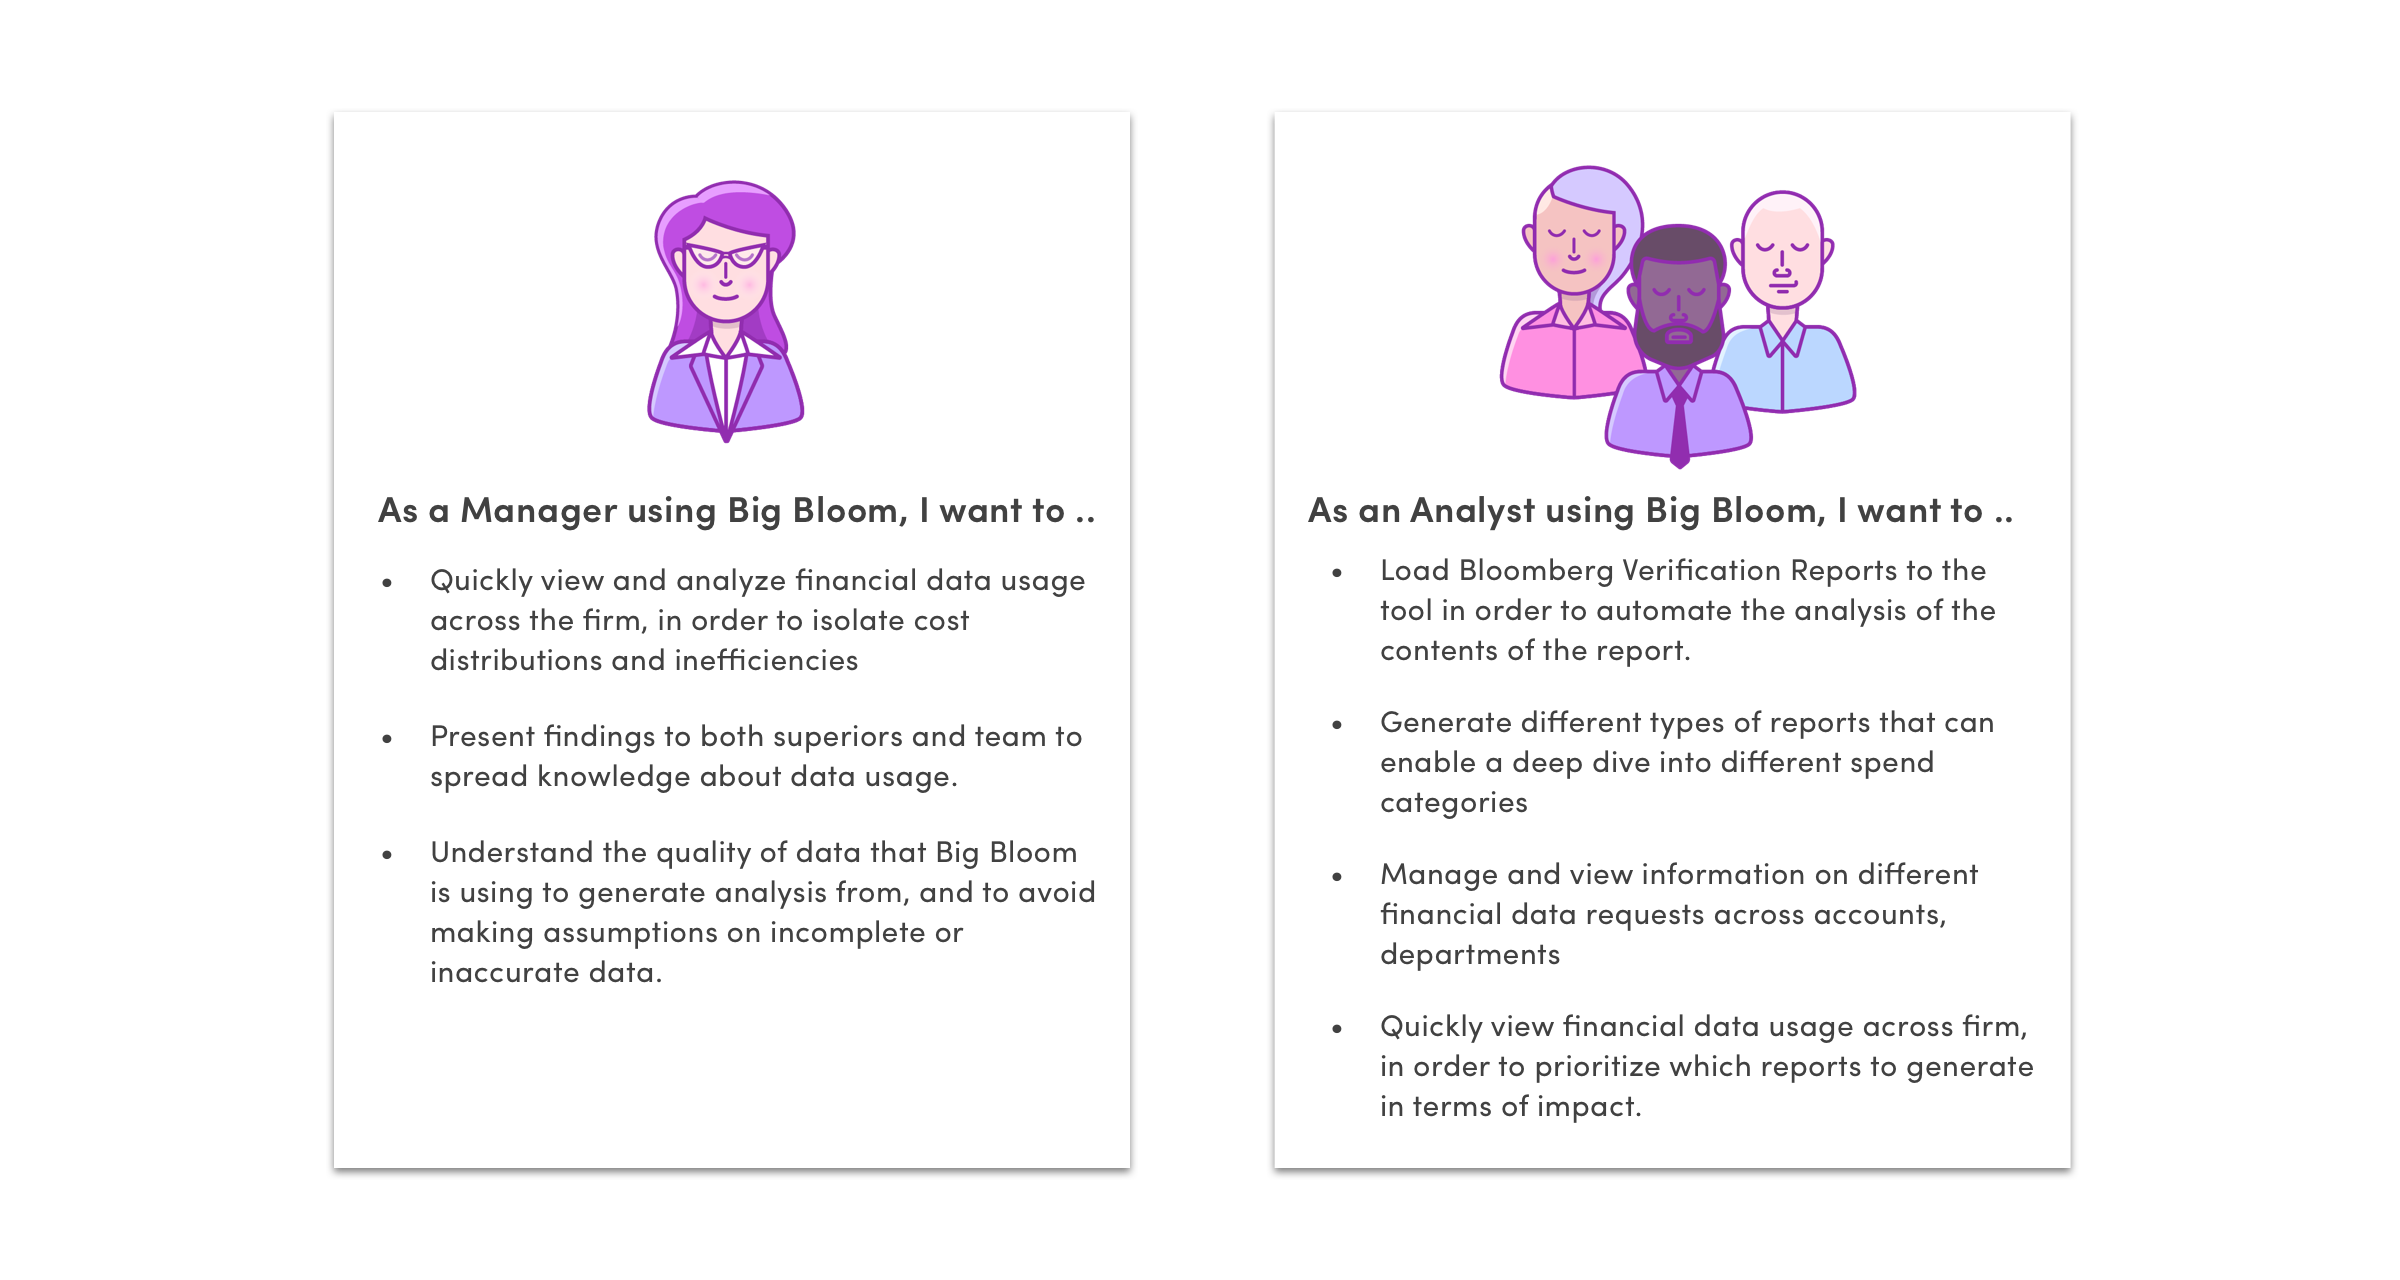 As a Manager using Big Bloom, I want to ..
• Quickly view and analyze financial data usage
across the firm, in order to isolate cost
distributions and inefficiencies
• Present findings to both superiors and team to
spread knowledge about data usage.
• Understand the quality of data that Big Bloom
is using to generate analysis from, and to avoid
making assumptions on incomplete or
inaccurate data.
As an Analyst using Big Bloom, I want to ..
• Load Bloomberg Verification Reports to the
tool in order to automate the analysis of the
contents of the report.
• Generate different types of reports that can
enable a deep dive into different spend
categories
• Manage and view information on different
financial data requests across accounts,
departments
• Quickly view financial data usage across firm,
in order to prioritize which reports to generate
in terms of impact.